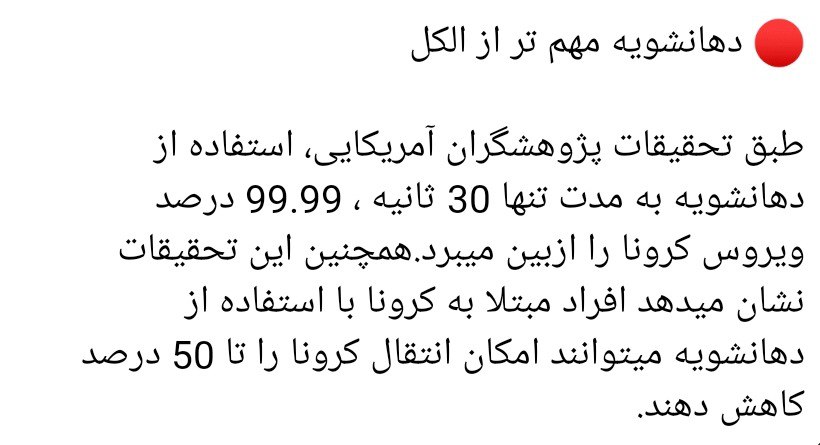 🔴 دهانشویه مهم تر از الکل
طبق تحقیقات پژوهشگران آمریکایی، استفاده از
دهانشویه به مدت تنها 30 ثانیه ، 99.99 درصد
ویروس کرونا را ازبین میبرد.همچنین این تحقیقات
نشان میدهد افراد مبتلا به کرونا با استفاده از
دهانشویه میتوانند امکان انتقال کرونا را تا 50 درصد
کاهش دهند.